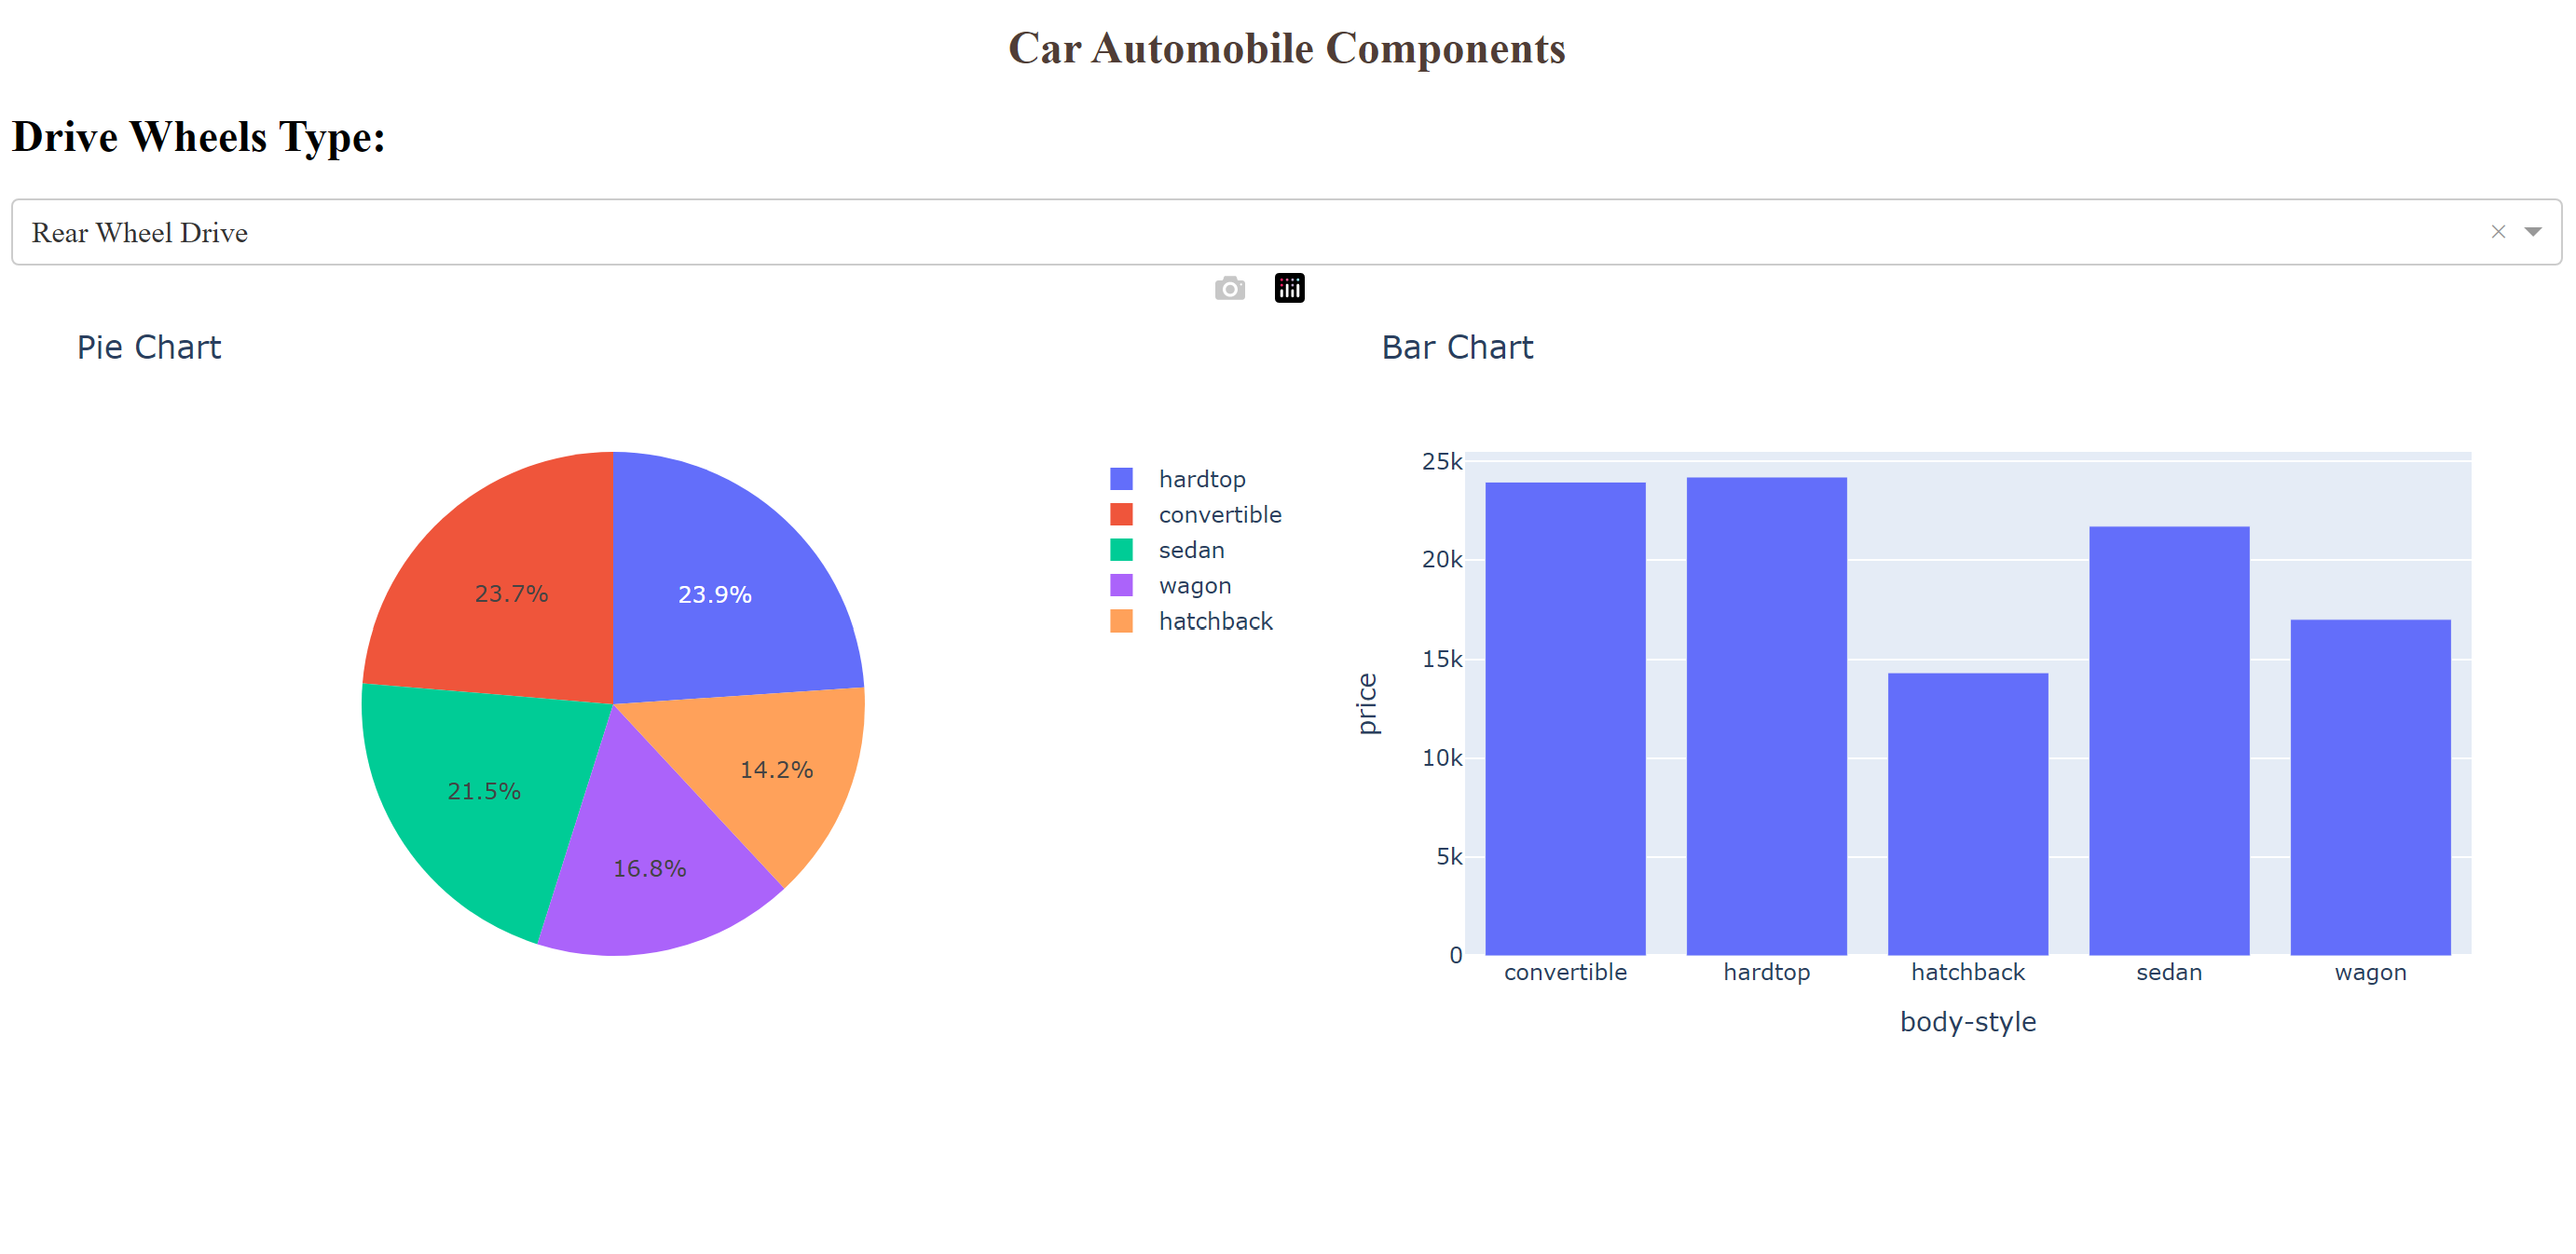 Car Automobile Components
Drive Wheels Type:
Rear Wheel Drive
Pie Chart
23.9%
23.7%
21.5%
16.8%
14.2%
hardtop
convertible
sedan
wagon
hatchback
Bar Chart
25k
20k
15k
10k
5k
0
price
convertible hardtop hatchback sedan wagon
body-style